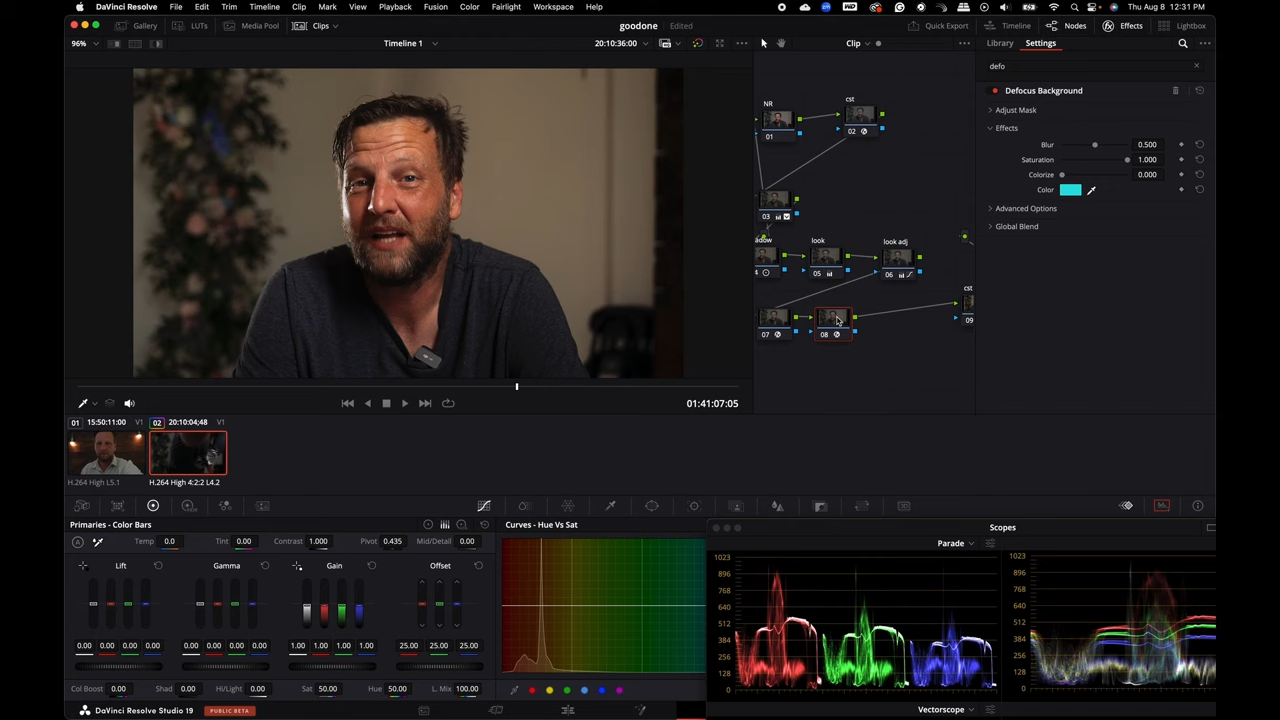 DaVinci Resolve File Edit Trim Timeline Clip Mark View Playback Fusion Color Fairlight Workspace Help Thu Aug 8 12:31 PM
Gallery LUTs Media Pool Clips goodone Edited Quick Export Timeline Nodes Effects Lightbox
96% Timeline 1 20:10:36:00 Clip Library Settings
defo
Defocus Background
Adjust Mask
Effects
Blur 0.500
Saturation 1.000
Colorize 0.000
Color
Advanced Options
Global Blend
NR
01
cst
02
03
adow
4
look
05
look adj
06
07
08
cst
09
01:41:07:05
01 15:50:11:00 V1 02 20:10:04;48 V1
H.264 High L5.1 H.264 High 4:2:2 L4.2
Primaries - Color Bars Curves - Hue Vs Sat Scopes
Temp 0.0 Tint 0.00 Contrast 1.000 Pivot 0.435 Mid/Detail 0.00
Parade
Lift Gamma Gain Offset
0.00 0.00 0.00 0.00 0.00 0.00 0.00 0.00 1.00 1.00 1.00 1.00 25.00 25.00 25.00
Col Boost 0.00 Shad 0.00 Hi/Light 0.00 Sat 50.00 Hue 50.00 L. Mix 100.00
1023 1023
896 896
768 768
640 640
512 512
384 384
256 256
128 128
0 0
Vectorscope
DaVinci Resolve Studio 19 PUBLIC BETA